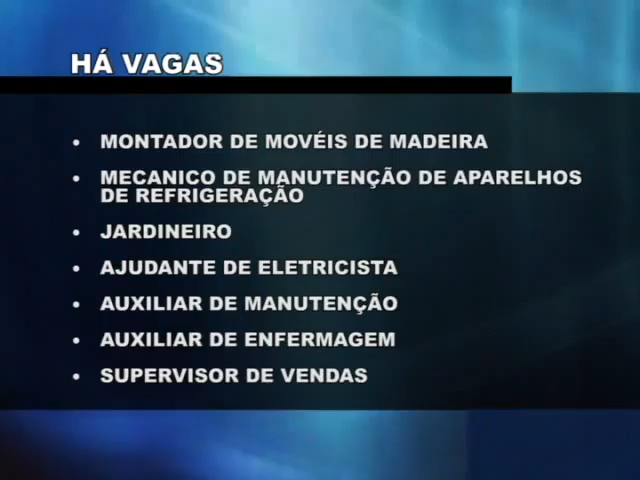 HÁ VAGAS
• MONTADOR DE MOVÉIS DE MADEIRA
• MECANICO DE MANUTENÇÃO DE APARELHOS
DE REFRIGERAÇÃO
• JARDINEIRO
• AJUDANTE DE ELETRICISTA
• AUXILIAR DE MANUTENÇÃO
• AUXILIAR DE ENFERMAGEM
• SUPERVISOR DE VENDAS